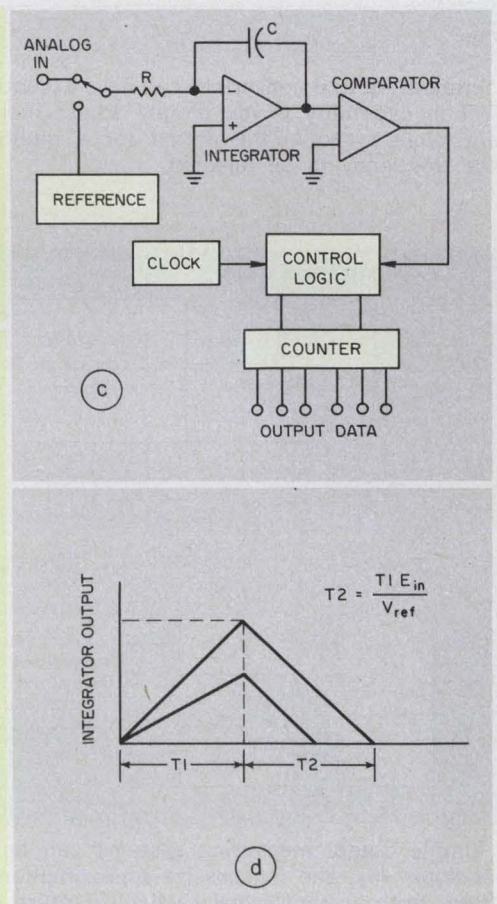 ANALOG
IN
R
C
−
+
INTEGRATOR
COMPARATOR
REFERENCE
CLOCK
CONTROL
LOGIC
COUNTER
OUTPUT DATA
c
INTEGRATOR OUTPUT
T2 = T1 E_in / V_ref
T1
T2
d